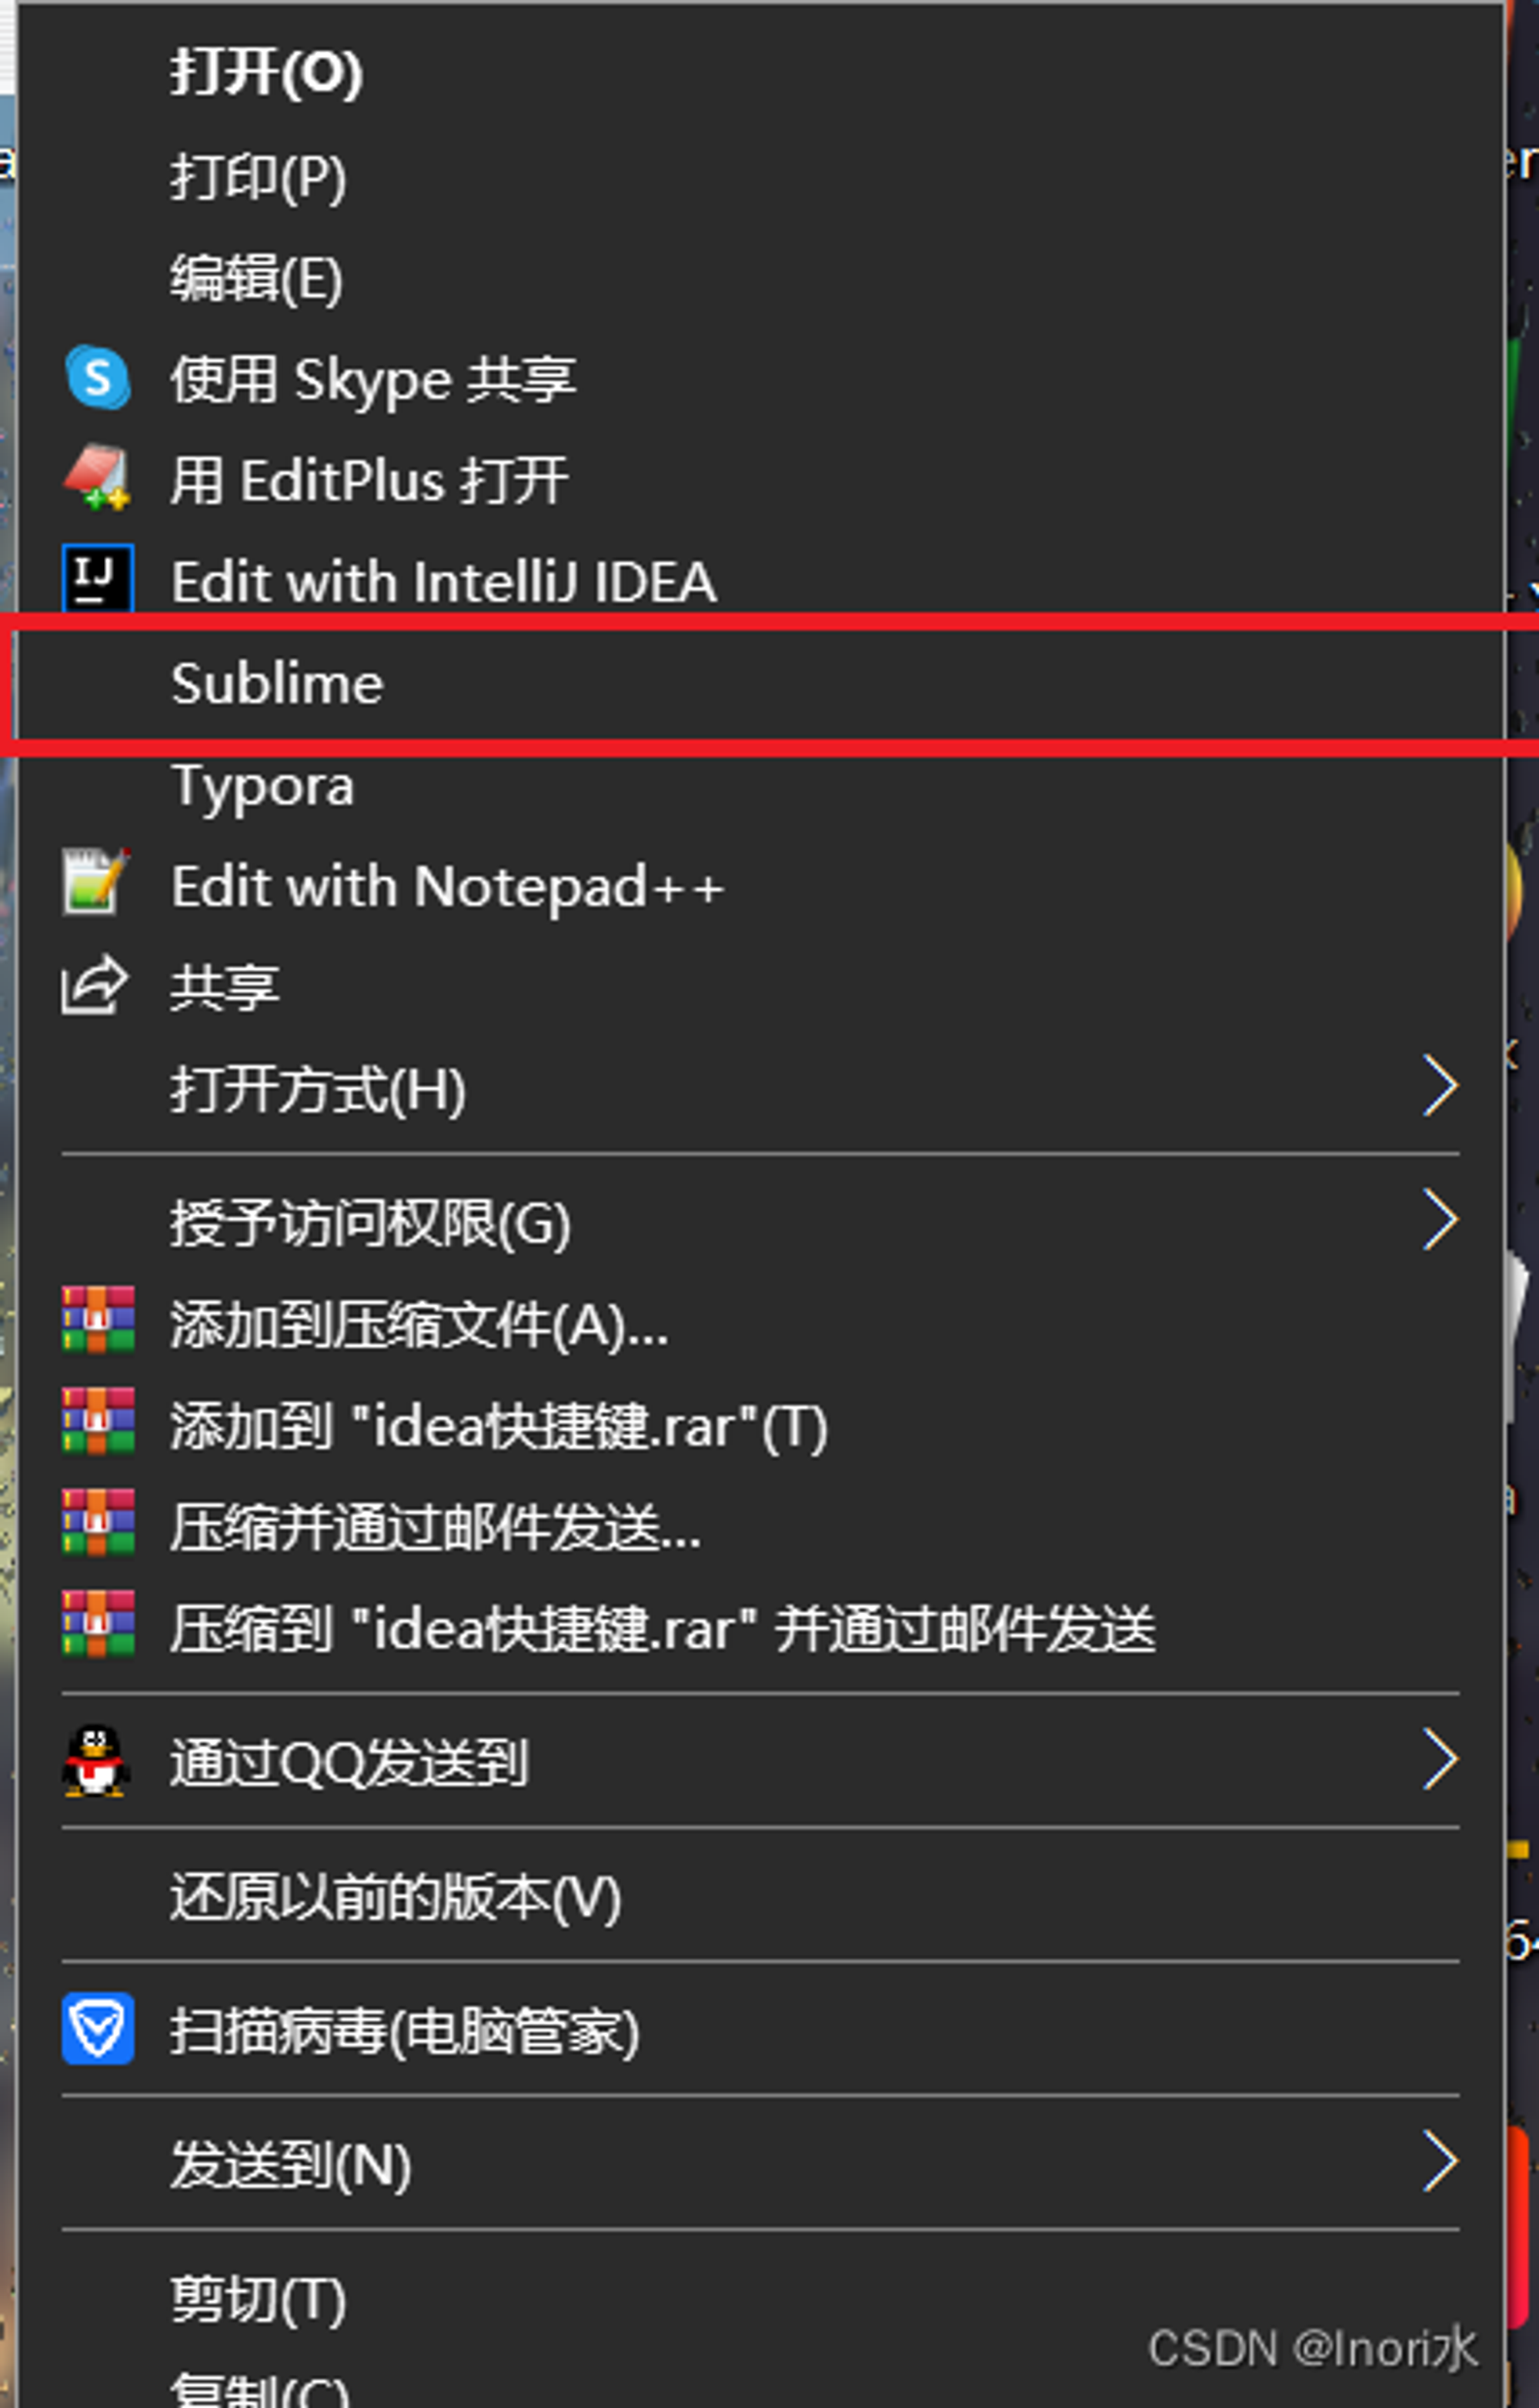 打开(O)
打印(P)
编辑(E)
使用 Skype 共享
用 EditPlus 打开
Edit with IntelliJ IDEA
Sublime
Typora
Edit with Notepad++
共享
打开方式(H)
授予访问权限(G)
添加到压缩文件(A)...
添加到 "idea快捷键.rar"(T)
压缩并通过邮件发送...
压缩到 "idea快捷键.rar" 并通过邮件发送
通过QQ发送到
还原以前的版本(V)
扫描病毒(电脑管家)
发送到(N)
剪切(T)
复制(C)
CSDN @Inori水